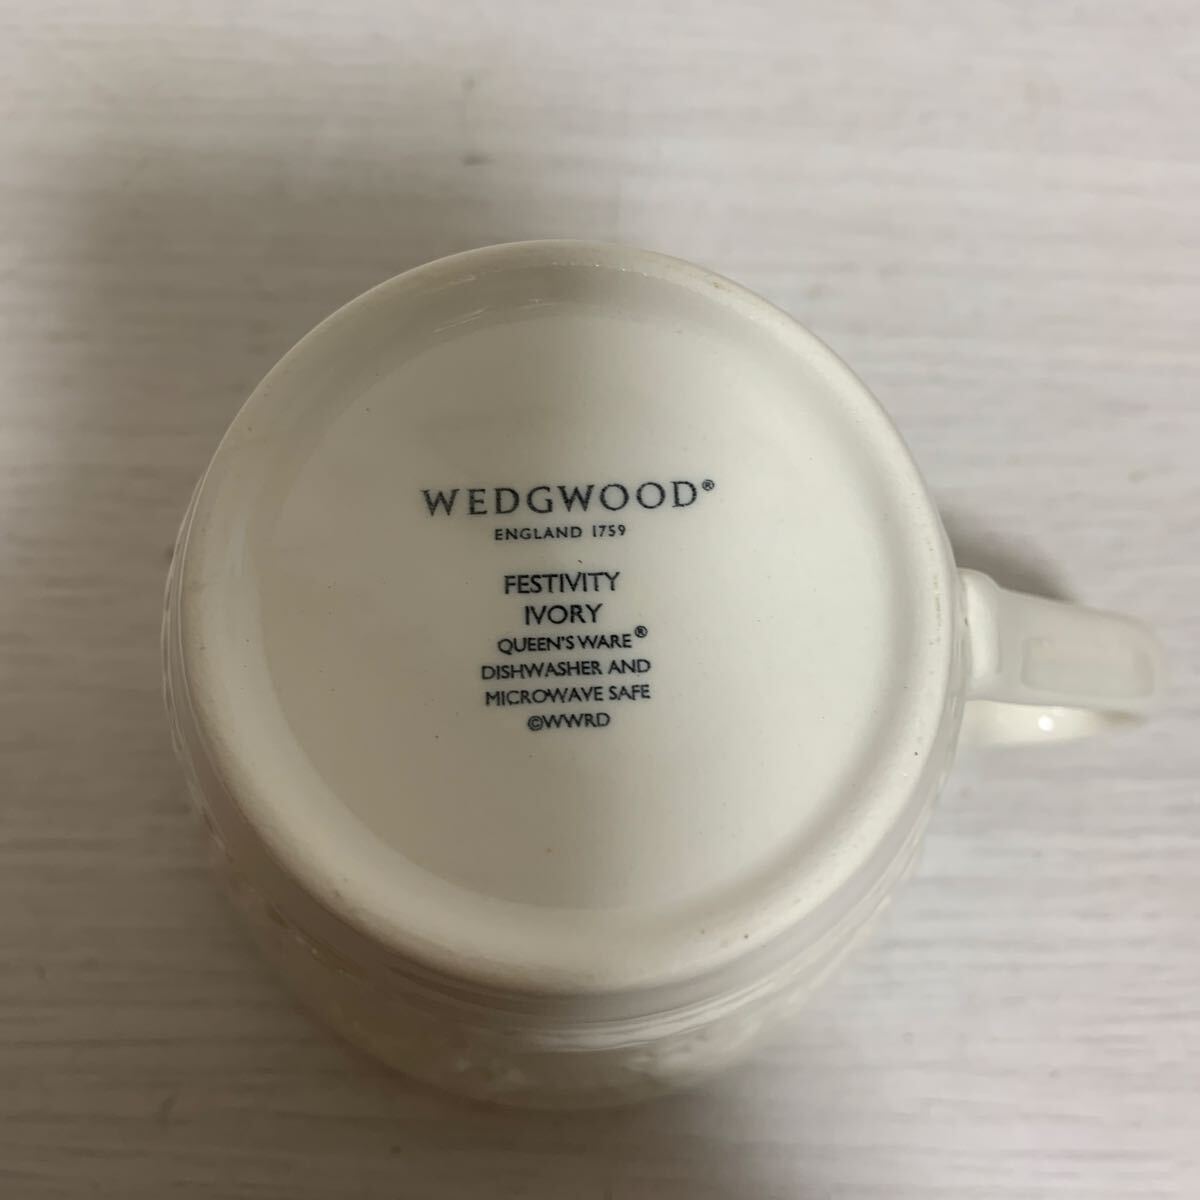 WEDGWOOD®
ENGLAND 1759
FESTIVITY
IVORY
QUEEN'S WARE®
DISHWASHER AND
MICROWAVE SAFE
©WWRD